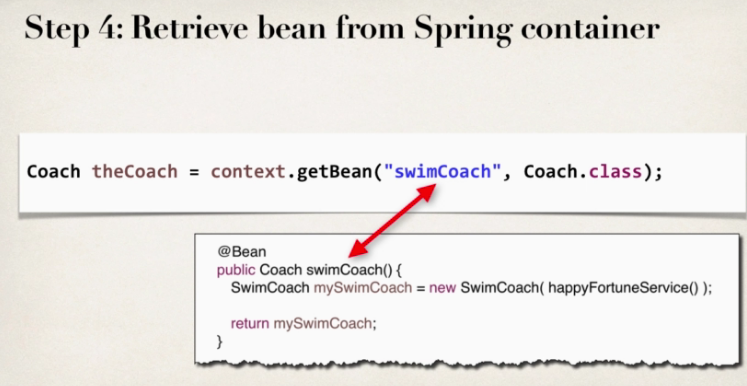 Step 4: Retrieve bean from Spring container
Coach theCoach = context.getBean("swimCoach", Coach.class);
@Bean
public Coach swimCoach() {
SwimCoach mySwimCoach = new SwimCoach( happyFortuneService() );
return mySwimCoach;
}